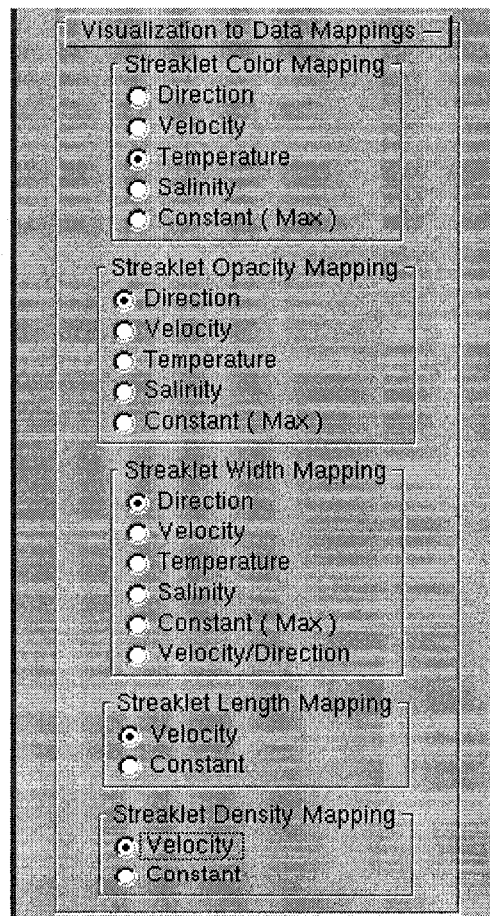 Visualization to Data Mappings
Streaklet Color Mapping
Direction
Velocity
Temperature
Salinity
Constant ( Max )
Streaklet Opacity Mapping
Direction
Velocity
Temperature
Salinity
Constant ( Max )
Streaklet Width Mapping
Direction
Velocity
Temperature
Salinity
Constant ( Max )
Velocity/Direction
Streaklet Length Mapping
Velocity
Constant
Streaklet Density Mapping
Velocity
Constant